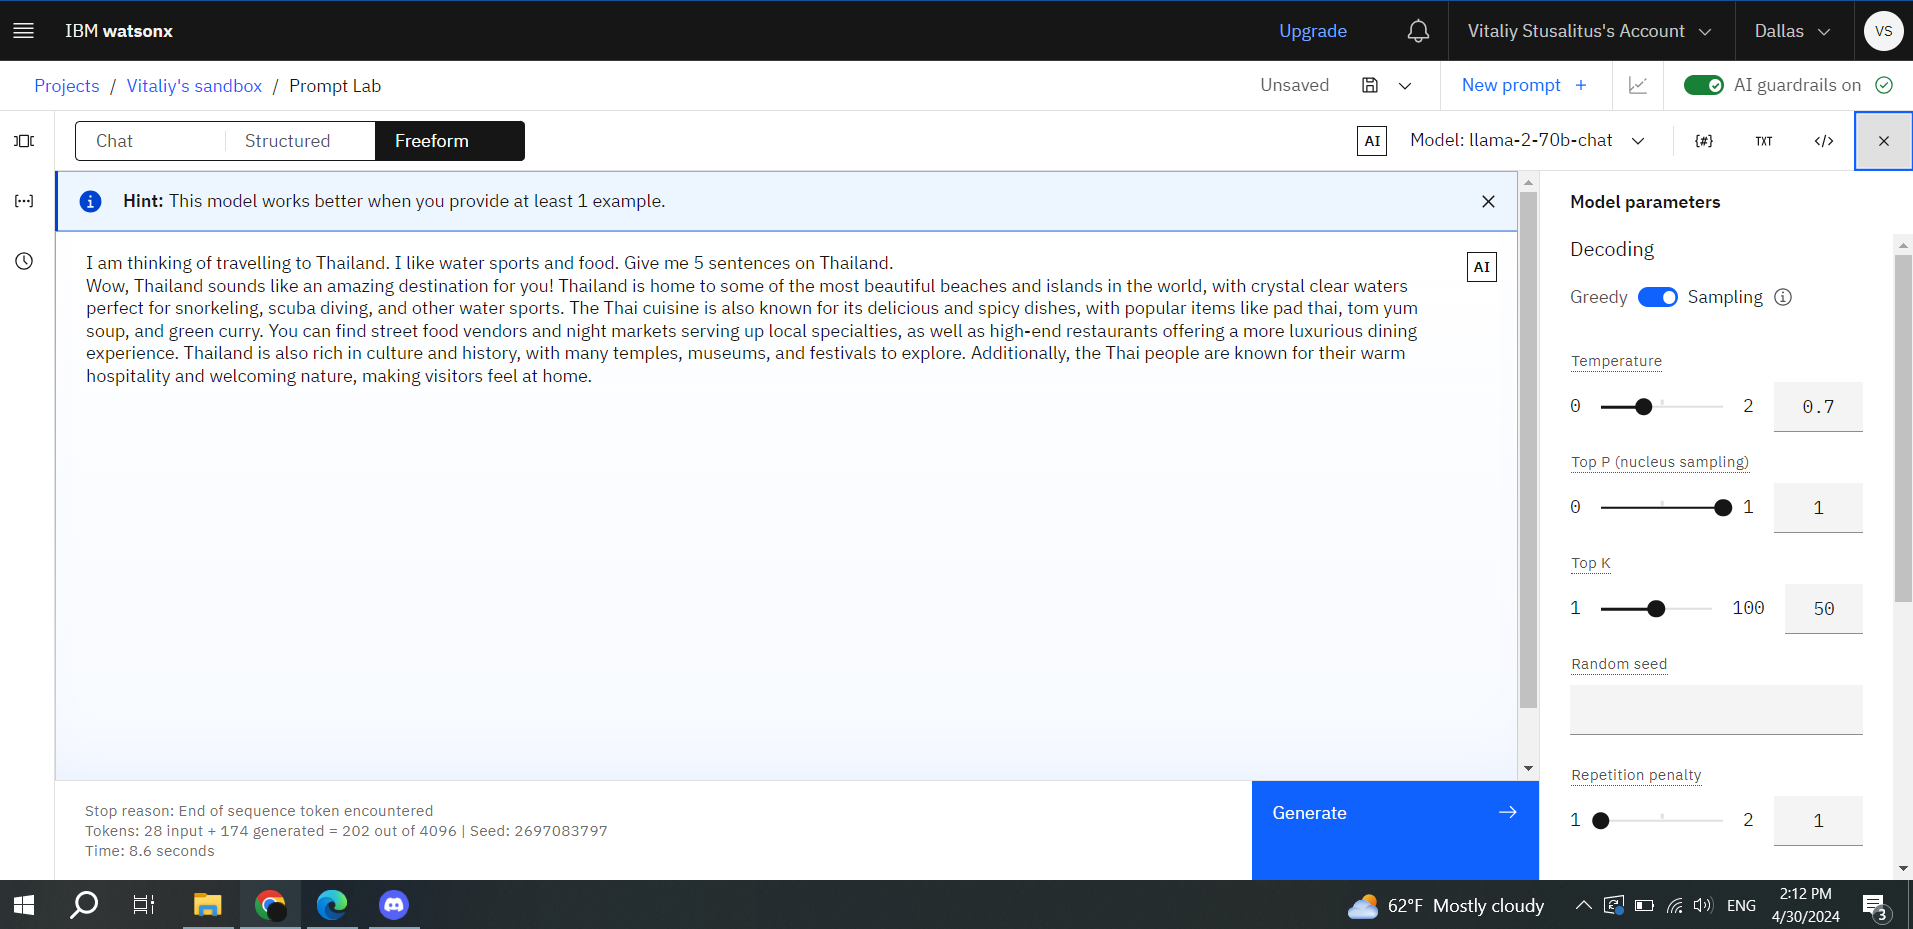 IBM watsonx
Upgrade
Vitaliy Stusalitus's Account
Dallas
VS
Projects / Vitaliy's sandbox / Prompt Lab
Unsaved
New prompt +
AI guardrails on
Chat
Structured
Freeform
AI
Model: llama-2-70b-chat
{#}
TXT
</>
Hint: This model works better when you provide at least 1 example.
I am thinking of travelling to Thailand. I like water sports and food. Give me 5 sentences on Thailand.
AI
Wow, Thailand sounds like an amazing destination for you! Thailand is home to some of the most beautiful beaches and islands in the world, with crystal clear waters
perfect for snorkeling, scuba diving, and other water sports. The Thai cuisine is also known for its delicious and spicy dishes, with popular items like pad thai, tom yum
soup, and green curry. You can find street food vendors and night markets serving up local specialties, as well as high-end restaurants offering a more luxurious dining
experience. Thailand is also rich in culture and history, with many temples, museums, and festivals to explore. Additionally, the Thai people are known for their warm
hospitality and welcoming nature, making visitors feel at home.
Stop reason: End of sequence token encountered
Tokens: 28 input + 174 generated = 202 out of 4096 | Seed: 2697083797
Time: 8.6 seconds
Generate
Model parameters
Decoding
Greedy
Sampling
Temperature
0 2 0.7
Top P (nucleus sampling)
0 1 1
Top K
1 100 50
Random seed
Repetition penalty
1 2 1
62°F Mostly cloudy
ENG
2:12 PM
4/30/2024
3